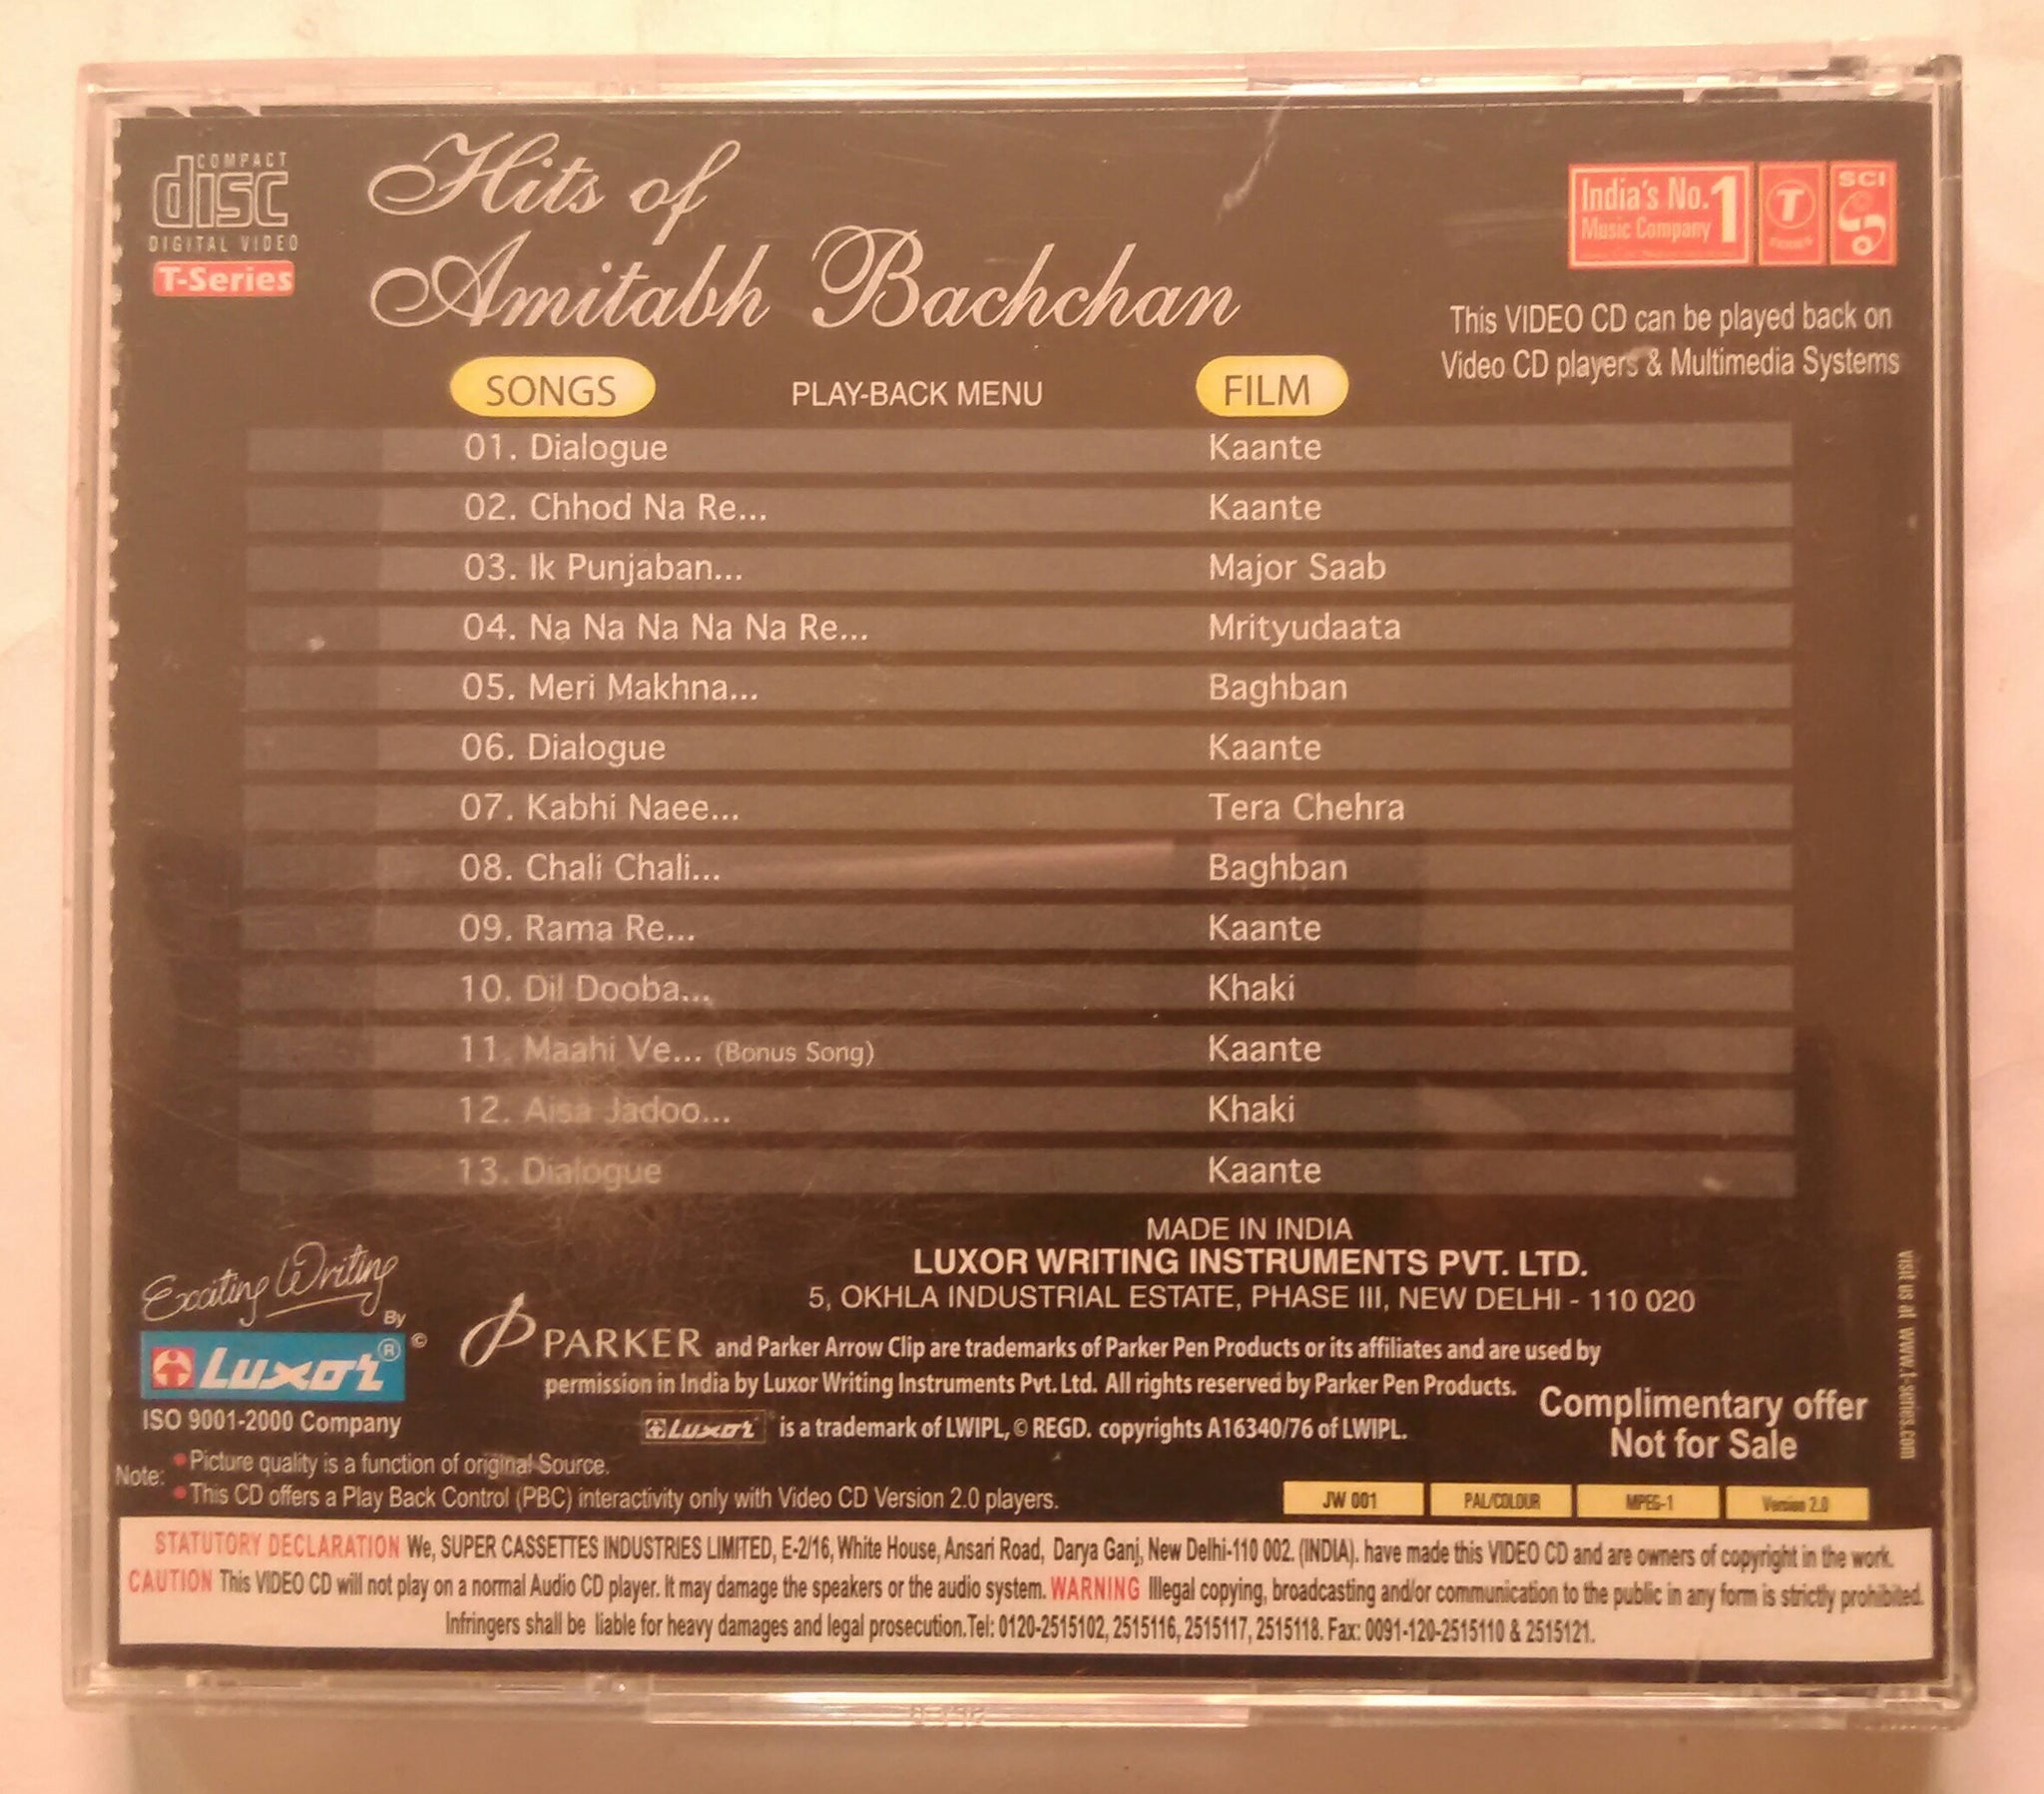 COMPACT
disc
DIGITAL VIDEO
T-Series
Hits of
Amitabh Bachchan
India's No.1
Music Company
T
SERIES
SCI
This VIDEO CD can be played back on
Video CD players & Multimedia Systems
SONGS PLAY-BACK MENU FILM
01. Dialogue Kaante
02. Chhod Na Re... Kaante
03. Ik Punjaban... Major Saab
04. Na Na Na Na Na Re... Mrityudaata
05. Meri Makhna... Baghban
06. Dialogue Kaante
07. Kabhi Naee... Tera Chehra
08. Chali Chali... Baghban
09. Rama Re... Kaante
10. Dil Dooba... Khaki
11. Maahi Ve... (Bonus Song) Kaante
12. Aisa Jadoo... Khaki
13. Dialogue Kaante
MADE IN INDIA
LUXOR WRITING INSTRUMENTS PVT. LTD.
5, OKHLA INDUSTRIAL ESTATE, PHASE III, NEW DELHI - 110 020
Exciting Writing
By
Luxor ® ©
ISO 9001-2000 Company
PARKER and Parker Arrow Clip are trademarks of Parker Pen Products or its affiliates and are used by
permission in India by Luxor Writing Instruments Pvt. Ltd. All rights reserved by Parker Pen Products.
Luxor is a trademark of LWIPL, © REGD. copyrights A16340/76 of LWIPL.
Complimentary offer
Not for Sale
visit us at www.t-series.com
Note: • Picture quality is a function of original Source.
• This CD offers a Play Back Control (PBC) interactivity only with Video CD Version 2.0 players.
JW 001 PAL/COLOUR MPEG-1 Version 2.0
STATUTORY DECLARATION We, SUPER CASSETTES INDUSTRIES LIMITED, E-2/16, White House, Ansari Road, Darya Ganj, New Delhi-110 002. (INDIA). have made this VIDEO CD and are owners of copyright in the work.
CAUTION This VIDEO CD will not play on a normal Audio CD player. It may damage the speakers or the audio system. WARNING Illegal copying, broadcasting and/or communication to the public in any form is strictly prohibited.
Infringers shall be liable for heavy damages and legal prosecution.Tel: 0120-2515102, 2515116, 2515117, 2515118. Fax: 0091-120-2515110 & 2515121.